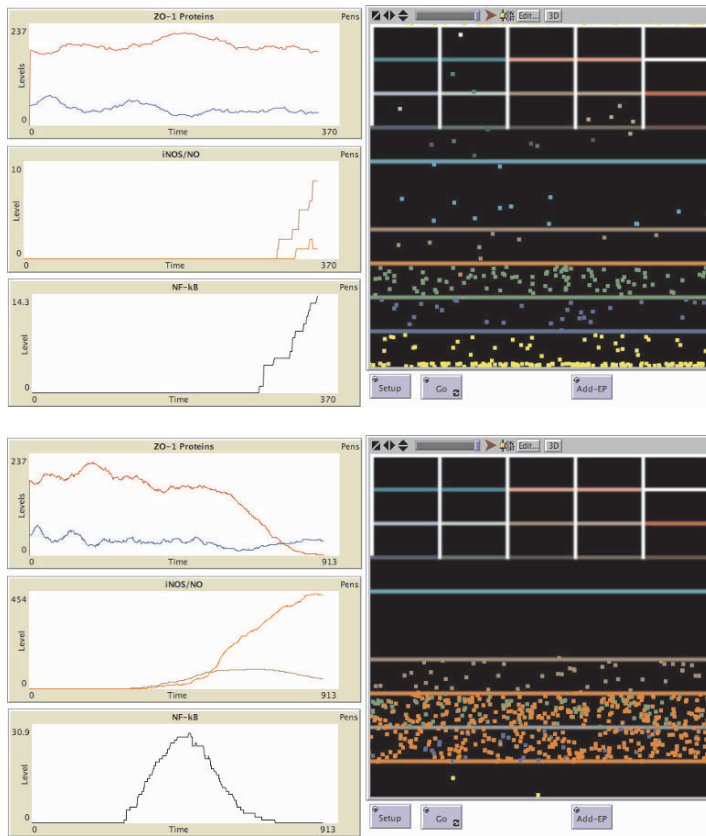 ZO-1 Proteins
237
Pens
Levels
0
0
Time
370
iNOS/NO
10
Pens
Level
0
0
Time
370
NF-kB
14.3
Pens
Level
0
0
Time
370
Edit...
3D
Setup
Go
Add-EP
ZO-1 Proteins
237
Pens
Levels
0
0
Time
913
iNOS/NO
454
Pens
Level
0
0
Time
913
NF-kB
30.9
Pens
Level
0
0
Time
913
Edit...
3D
Setup
Go
Add-EP